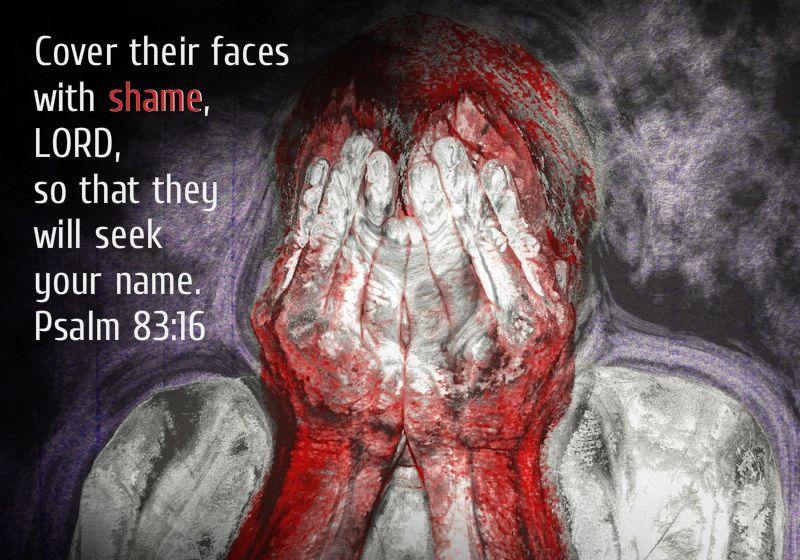 Cover their faces
with shame,
LORD,
so that they
will seek
your name.
Psalm 83:16